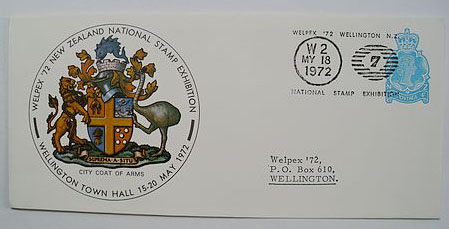 WELPEX '72 NEW ZEALAND NATIONAL STAMP EXHIBITION
SUPREMA A SITU
CITY COAT OF ARMS
WELLINGTON TOWN HALL 15-20 MAY 1972
WELPEX '72 WELLINGTON N.Z.
W 2
MY 18
1972
7
NATIONAL STAMP EXHIBITION
Welpex '72,
P.O. Box 610,
WELLINGTON.